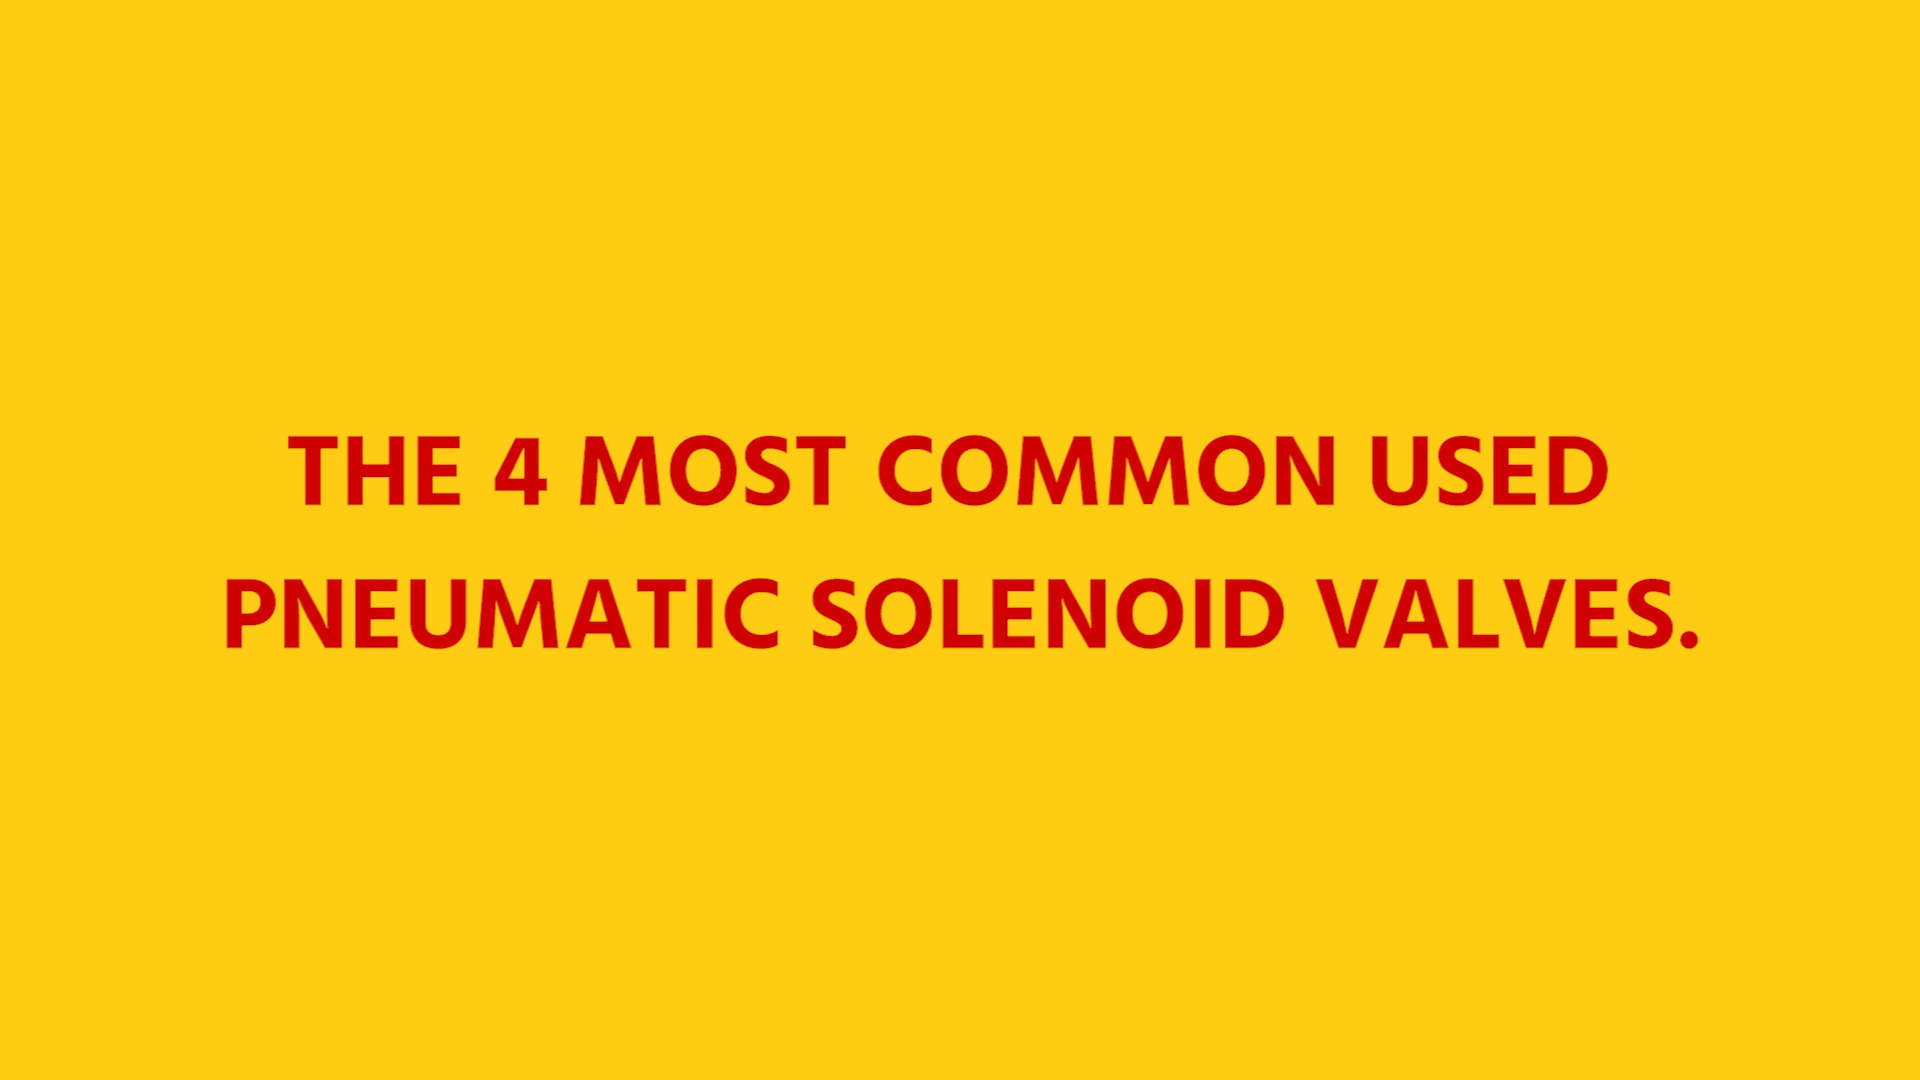 THE 4 MOST COMMON USED
PNEUMATIC SOLENOID VALVES.